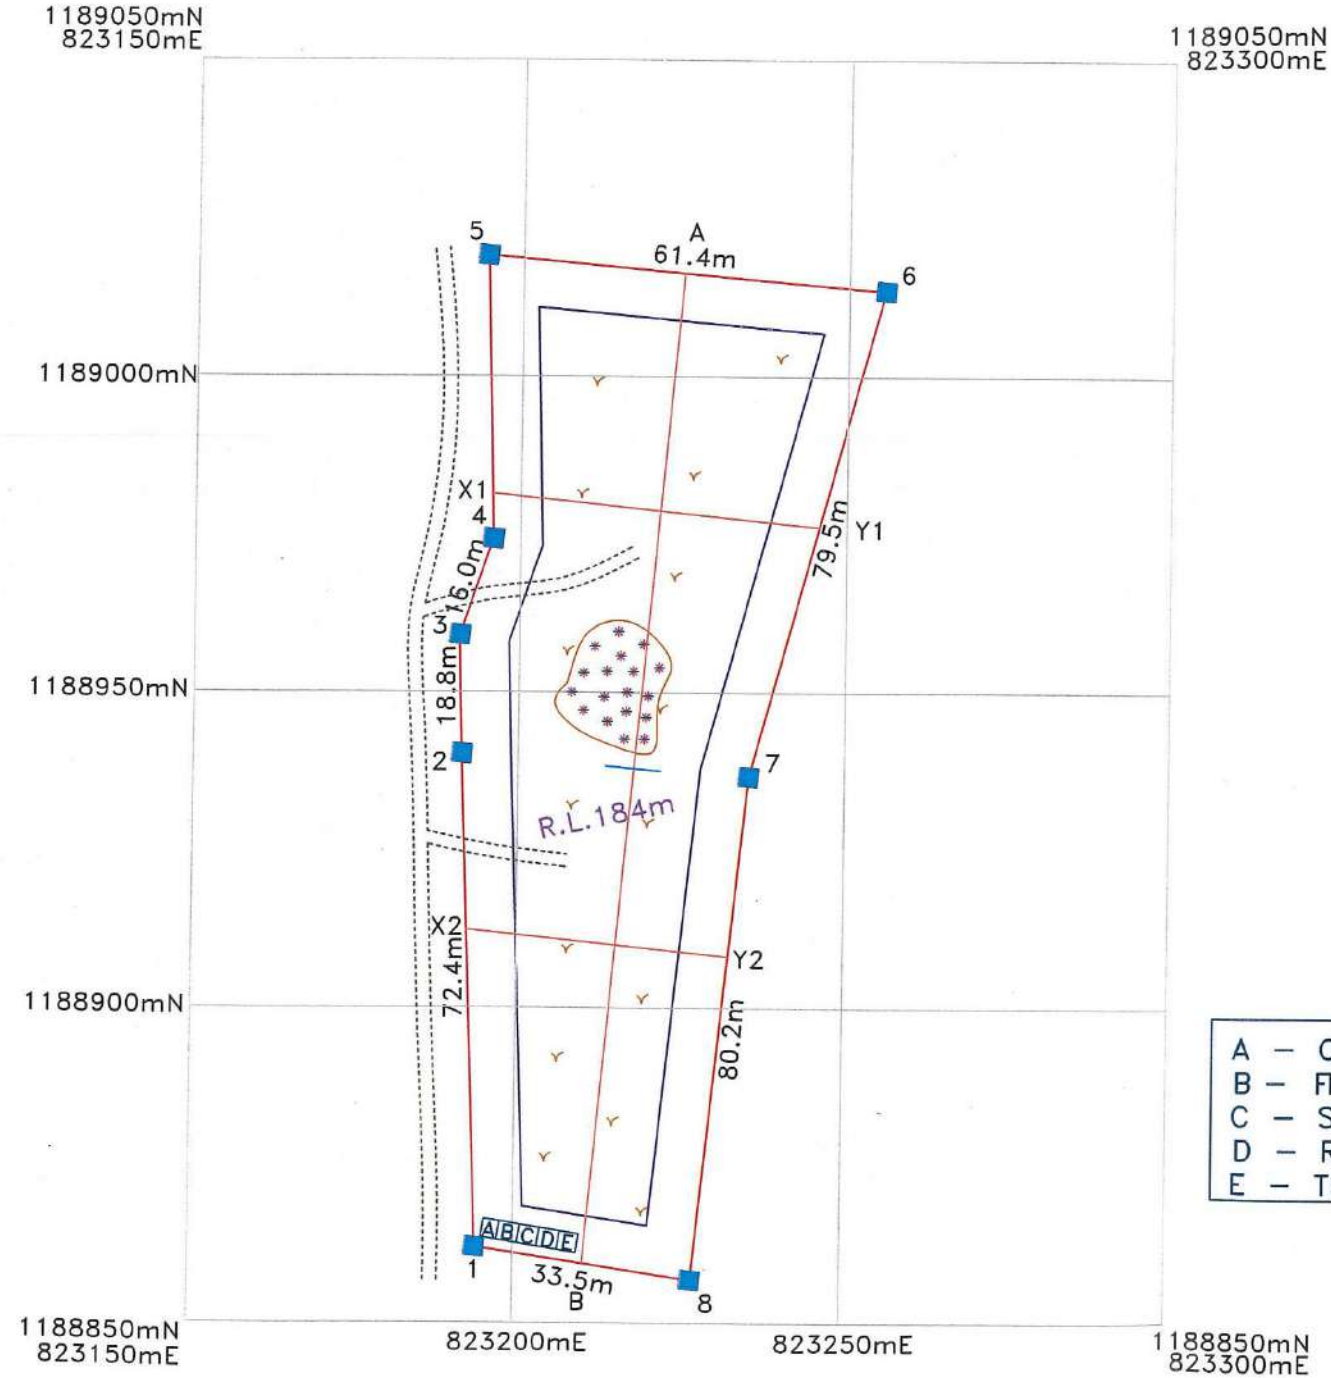 1189050mN
823150mE
1189050mN
823300mE
5
A
61.4m
6
1189000mN
X1
4
Y1
79.5m
16.0m
3
18.8m
1188950mN
2
7
R.L.184m
X2
72.4m
Y2
1188900mN
80.2m
A –
B –
C –
D –
E –
A B C D E
1
33.5m
B
8
1188850mN
823150mE
823200mE
823250mE
1188850mN
823300mE